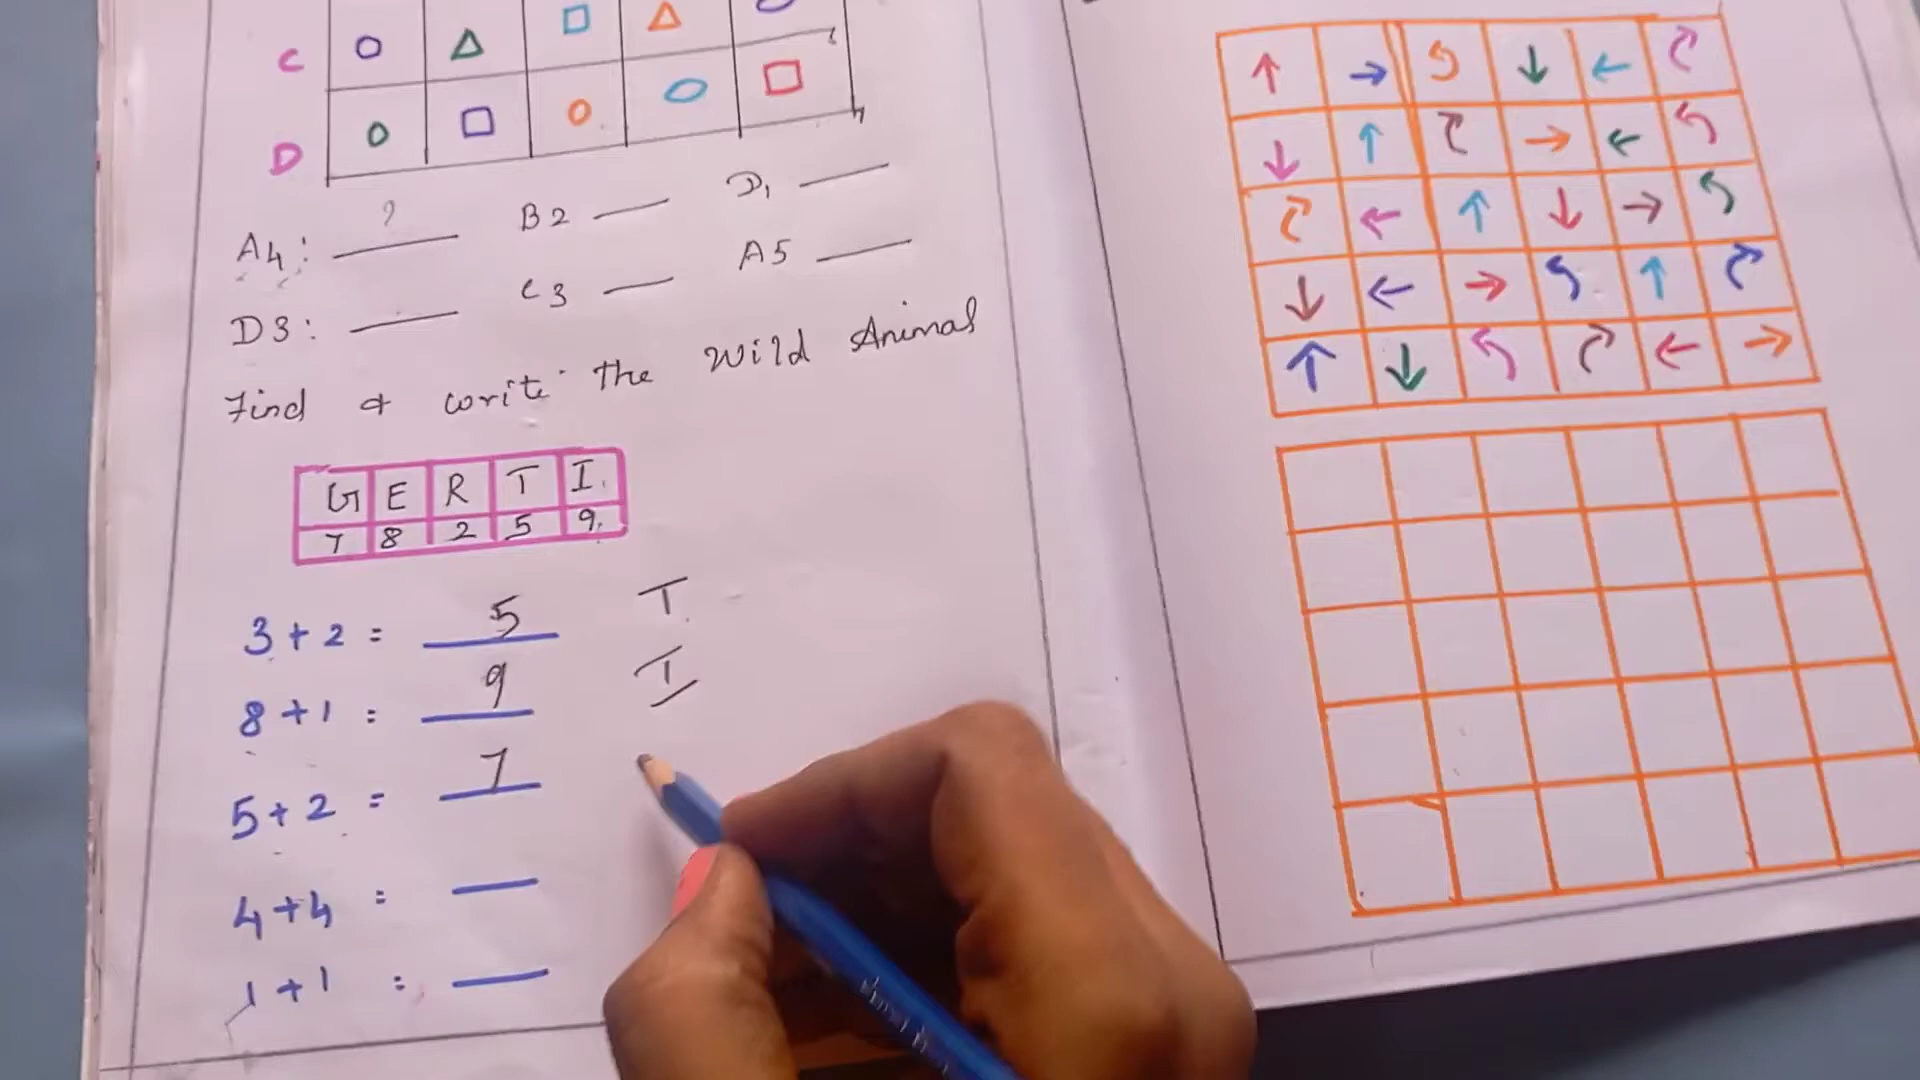 C
D
A4: ? B2 D1
D3: C3 A5
Find & write the Wild Animal
G E R T I
7 8 2 5 9
3 + 2 = 5 T
8 + 1 = 9 I
5 + 2 = 7
4 + 4 =
1 + 1 =